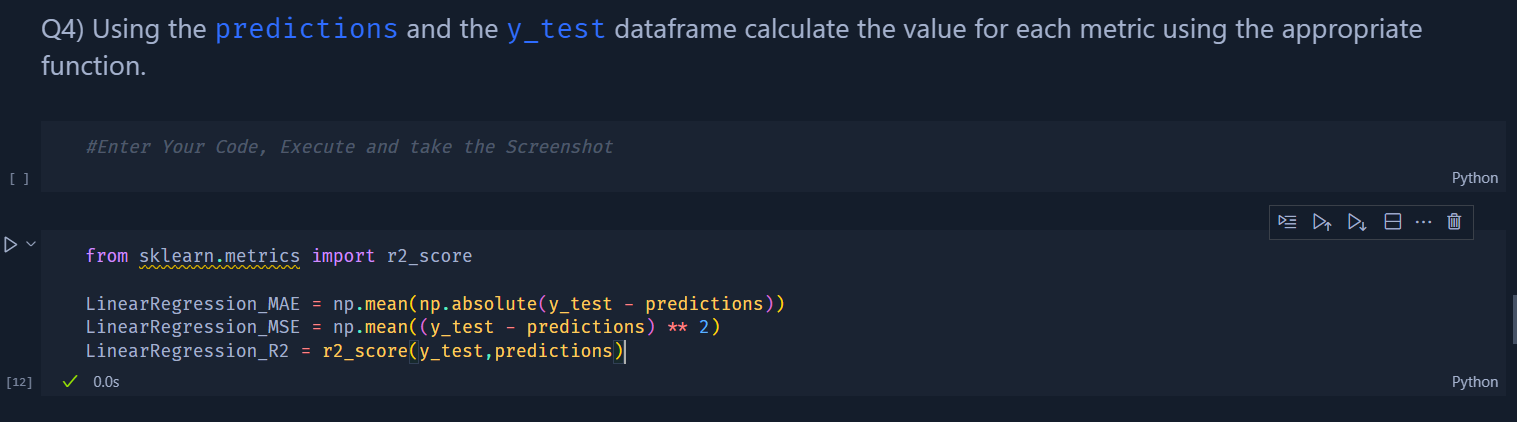 Q4) Using the predictions and the y_test dataframe calculate the value for each metric using the appropriate
function.
#Enter Your Code, Execute and take the Screenshot
[ ]
Python
from sklearn.metrics import r2_score
LinearRegression_MAE = np.mean(np.absolute(y_test - predictions))
LinearRegression_MSE = np.mean((y_test - predictions) ** 2)
LinearRegression_R2 = r2_score(y_test,predictions)
[12]
0.0s
Python